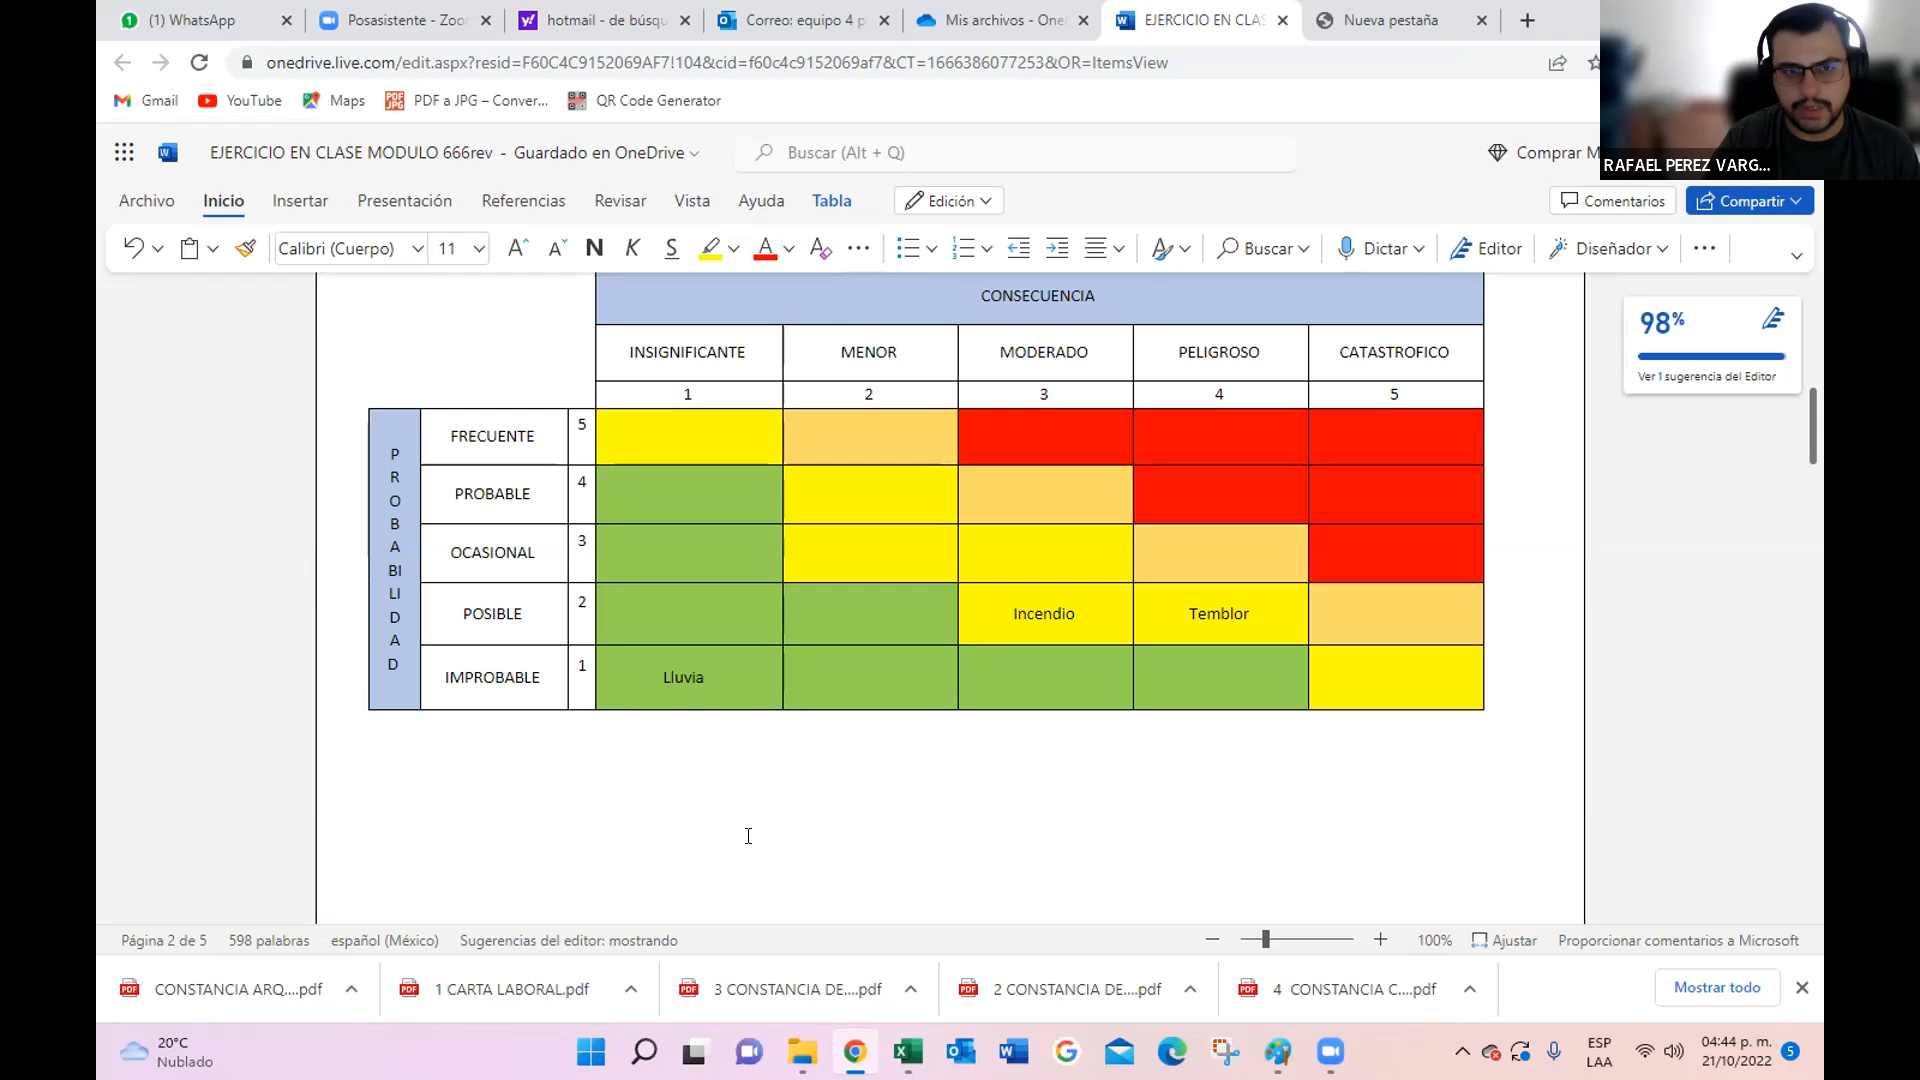 (1) WhatsApp
Posasistente - Zoo
hotmail - de búsqu
Correo: equipo 4 p
Mis archivos - One
EJERCICIO EN CLAS
Nueva pestaña
onedrive.live.com/edit.aspx?resid=F60C4C9152069AF7!104&cid=f60c4c9152069af7&CT=1666386077253&OR=ItemsView
Gmail YouTube Maps PDF a JPG – Conver... QR Code Generator
RAFAEL PEREZ VARG...
EJERCICIO EN CLASE MODULO 666rev - Guardado en OneDrive
Buscar (Alt + Q)
Comprar M
Archivo Inicio Insertar Presentación Referencias Revisar Vista Ayuda Tabla Edición Comentarios Compartir
Calibri (Cuerpo) 11 N K S Buscar Dictar Editor Diseñador
CONSECUENCIA
INSIGNIFICANTE MENOR MODERADO PELIGROSO CATASTROFICO
1 2 3 4 5
P
R
O
B
A
BI
LI
D
A
D
FRECUENTE 5
PROBABLE 4
OCASIONAL 3
POSIBLE 2 Incendio Temblor
IMPROBABLE 1 Lluvia
98%
Ver 1 sugerencia del Editor
Página 2 de 5 598 palabras español (México) Sugerencias del editor: mostrando 100% Ajustar Proporcionar comentarios a Microsoft
CONSTANCIA ARQ....pdf 1 CARTA LABORAL.pdf 3 CONSTANCIA DE....pdf 2 CONSTANCIA DE....pdf 4 CONSTANCIA C....pdf Mostrar todo
20°C
Nublado
ESP
LAA
04:44 p. m.
21/10/2022
5